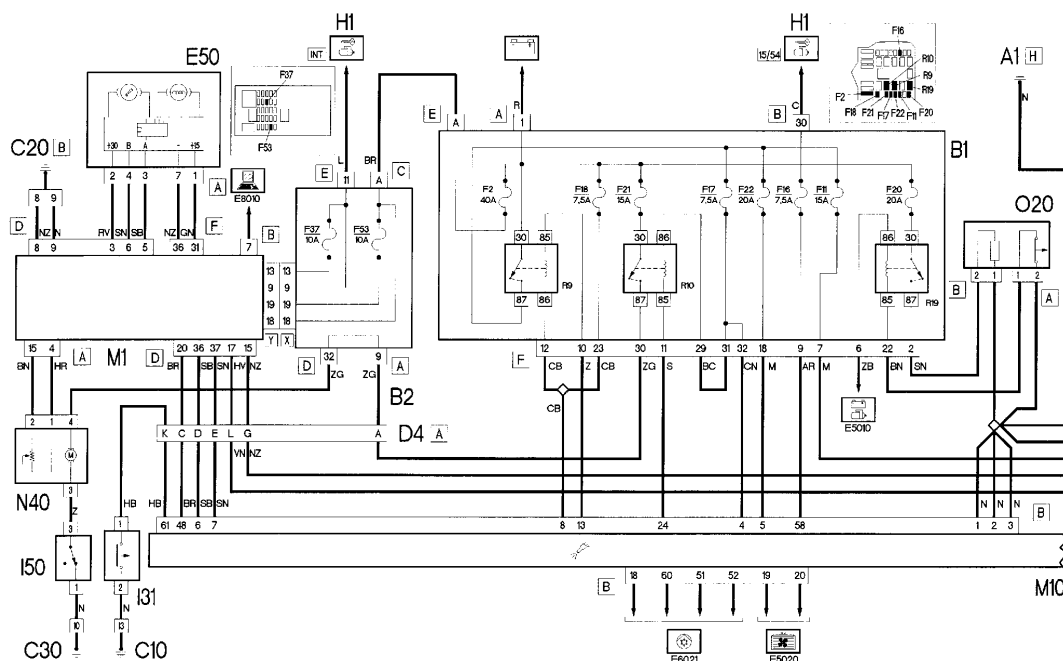 H1
H1
F16
R10
R9
R19
F2
F18 F21 F17 F22 F11 F20
E50
INT.
15/54
A1 H
N
F37
F53
C20 B
+30 B A - +15
2 4 3 7 1
A
E8010
8 9
D NZ N
RV SN SB NZ GN F
8 9 3 6 5 36 31 7 B
L BR
E 11 A C
E A
A 1 R
B 30 C
B1
F37
10A
F53
10A
F2
40A
F18
7,5A
F21
15A
F17
7,5A
F22
20A
F16
7,5A
F11
15A
F20
20A
O20
30 85
30 86
86 30
R9
R10
R19
87 86
87 85
85 87
B 2 1 1 2 A
13 13
9 9
19 19
18 18
Y X
M1
15 4 A D 20 36 37 17 15
BN HR BR SB SN HV NZ
D 32 9 A
ZG ZG
B2
F 12 10 23 30 11 29 31 32 18 9 7 6 22 2
CB Z CB ZG S BC CN M AR M ZB BN SN
CB
E5010
2 1 4
M
3
N40
K C D E L G A
D4 A
VN NZ
Z
HB HB BR SB SN
N N N
3 1 61 48 6 7 8 13 24 4 5 58 1 2 3 B
I50
I31
M10
1 2
N N
10 13
C30
C10
B 18 60 51 52 19 20
E6021
E5020